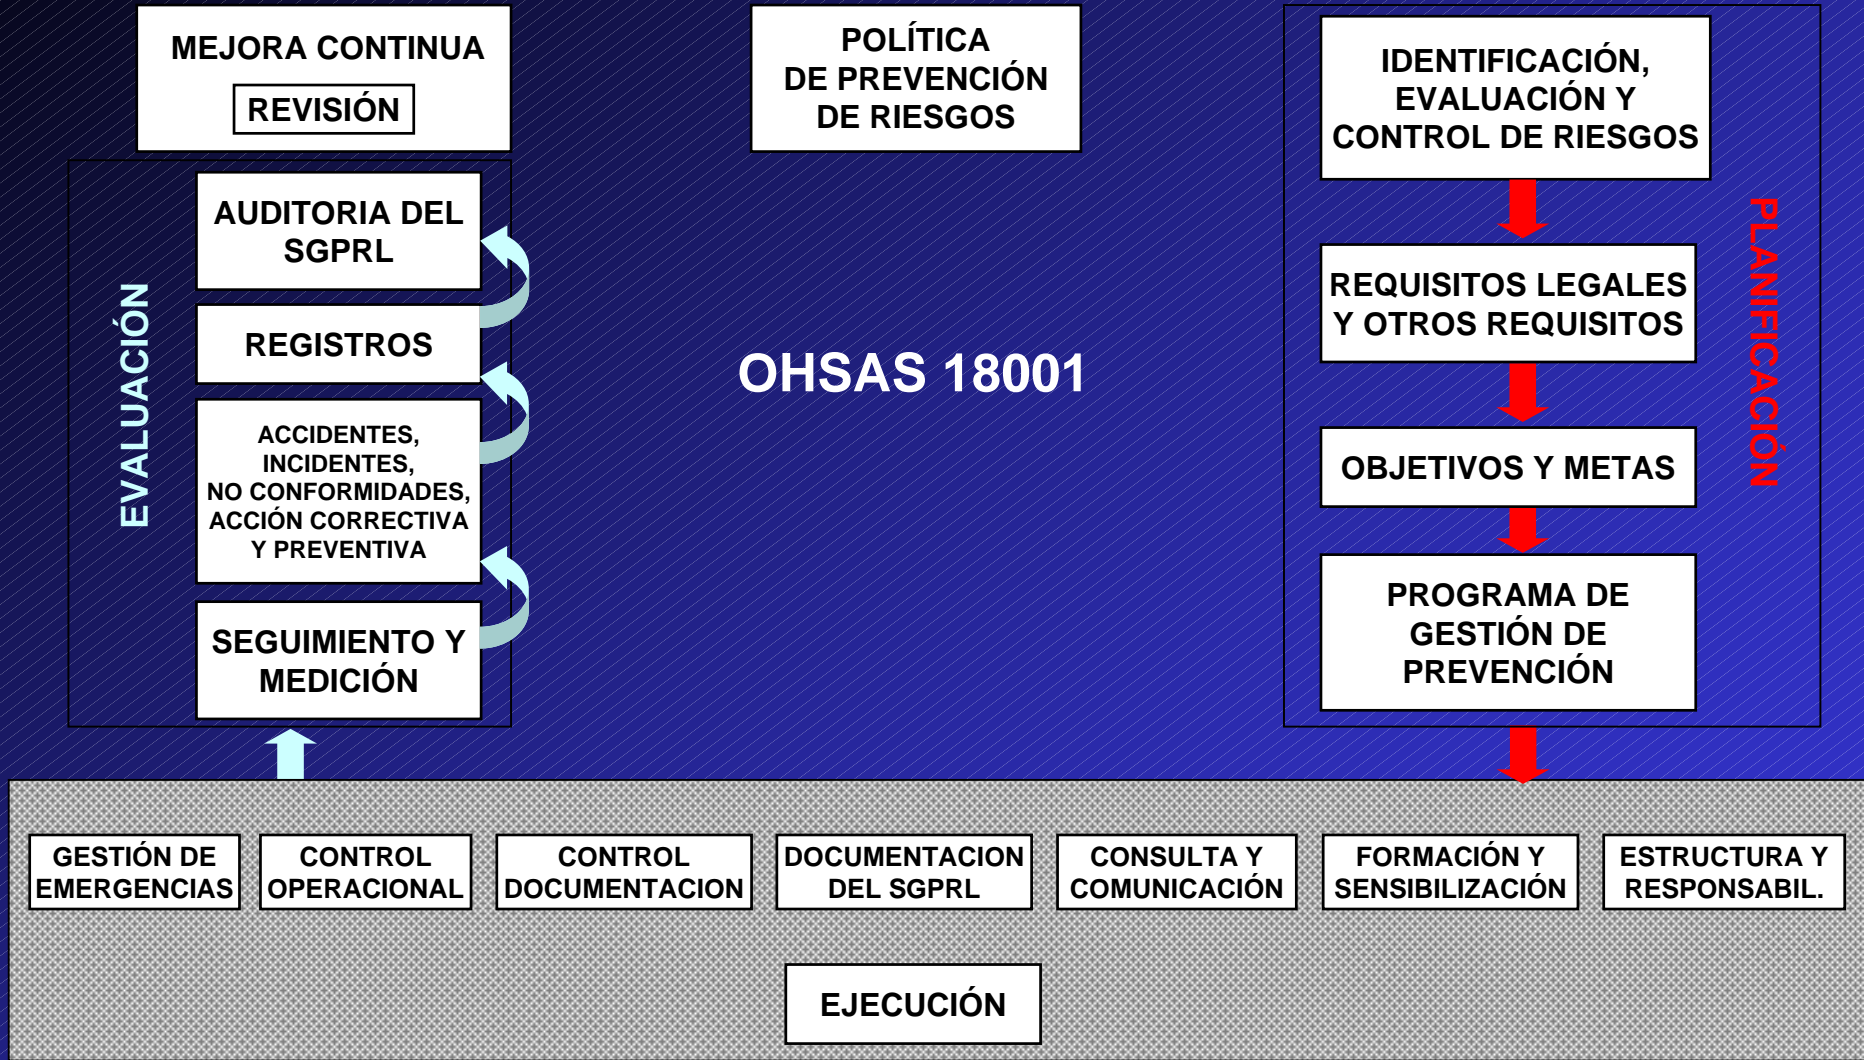 MEJORA CONTINUA
REVISIÓN
POLÍTICA
DE PREVENCIÓN
DE RIESGOS
IDENTIFICACIÓN,
EVALUACIÓN Y
CONTROL DE RIESGOS
EVALUACIÓN
AUDITORIA DEL
SGPRL
REGISTROS
ACCIDENTES,
INCIDENTES,
NO CONFORMIDADES,
ACCIÓN CORRECTIVA
Y PREVENTIVA
SEGUIMIENTO Y
MEDICIÓN
OHSAS 18001
REQUISITOS LEGALES
Y OTROS REQUISITOS
OBJETIVOS Y METAS
PROGRAMA DE
GESTIÓN DE
PREVENCIÓN
PLANIFICACIÓN
GESTIÓN DE
EMERGENCIAS
CONTROL
OPERACIONAL
CONTROL
DOCUMENTACION
DOCUMENTACION
DEL SGPRL
CONSULTA Y
COMUNICACIÓN
FORMACIÓN Y
SENSIBILIZACIÓN
ESTRUCTURA Y
RESPONSABIL.
EJECUCIÓN